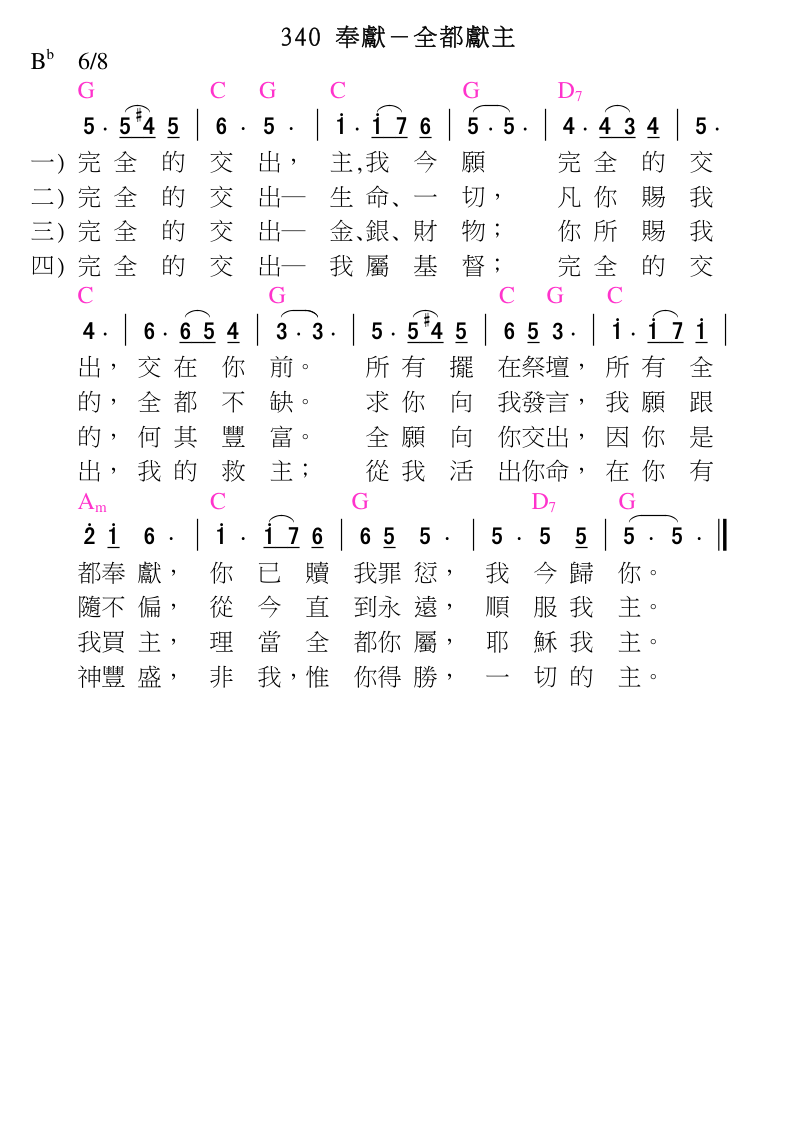 340 奉獻－全都獻主
Bb 6/8
G C G C G D7
5 . 5 #4 5 | 6 . 5 . | i . i 7 6 | 5 . 5 . | 4 . 4 3 4 | 5 .
一) 完 全 的 交 出， 主,我 今 願 完 全 的 交
二) 完 全 的 交 出— 生 命、一 切， 凡 你 賜 我
三) 完 全 的 交 出— 金、銀、財 物； 你 所 賜 我
四) 完 全 的 交 出— 我 屬 基 督； 完 全 的 交
C G C G C
4 . | 6 . 6 5 4 | 3 . 3 . | 5 . 5 #4 5 | 6 5 3 . | i . i 7 i |
出， 交 在 你 前。 所 有 擺 在祭壇， 所 有 全
的， 全 都 不 缺。 求 你 向 我發言， 我 願 跟
的， 何 其 豐 富。 全 願 向 你交出， 因 你 是
出， 我 的 救 主； 從 我 活 出你命， 在 你 有
Am C G D7 G
2̇ i 6 . | i . i 7 6 | 6 5 5 . | 5 . 5 5 | 5 . 5 . ||
都奉 獻， 你 已 贖 我罪 愆， 我 今 歸 你。
隨不 偏， 從 今 直 到永 遠， 順 服 我 主。
我買 主， 理 當 全 都你 屬， 耶 穌 我 主。
神豐 盛， 非 我，惟 你得 勝， 一 切 的 主。